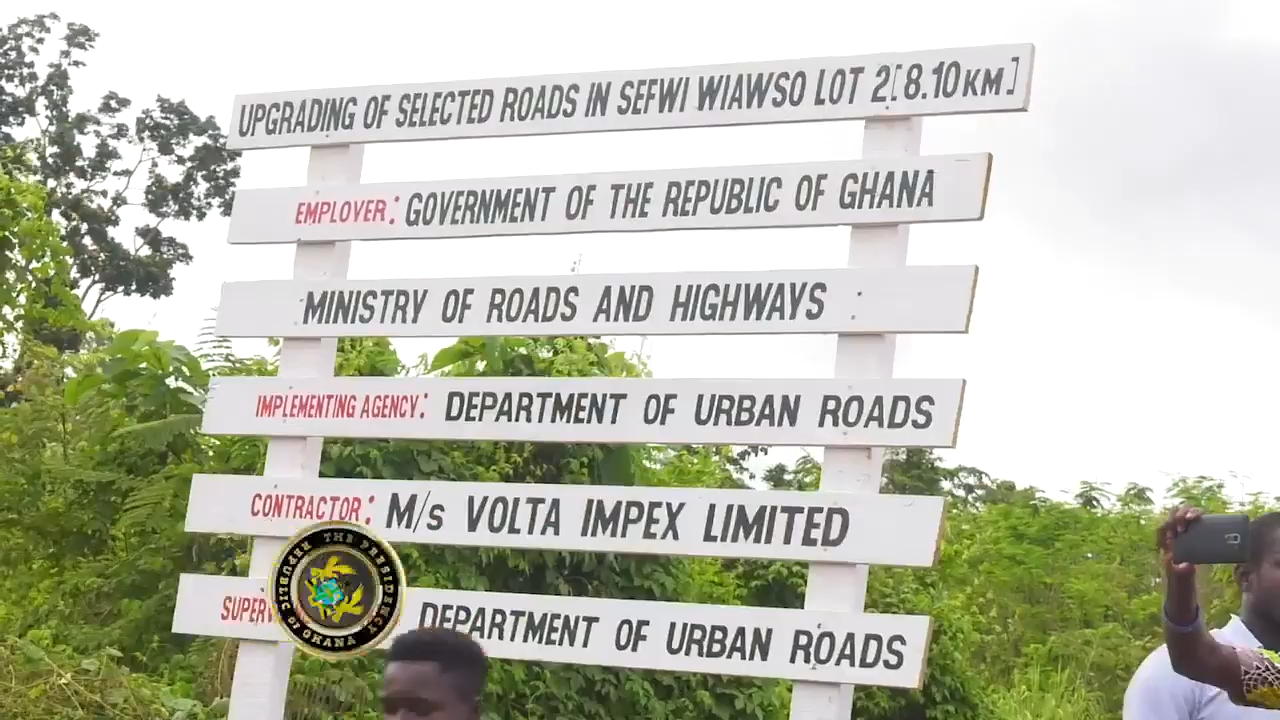 UPGRADING OF SELECTED ROADS IN SEFWI WIAWSO LOT 2[8.10KM]
EMPLOYER: GOVERNMENT OF THE REPUBLIC OF GHANA
MINISTRY OF ROADS AND HIGHWAYS
IMPLEMENTING AGENCY: DEPARTMENT OF URBAN ROADS
CONTRACTOR: M/s VOLTA IMPEX LIMITED
DEPARTMENT OF URBAN ROADS
THE PRESIDENCY
REPUBLIC OF GHANA